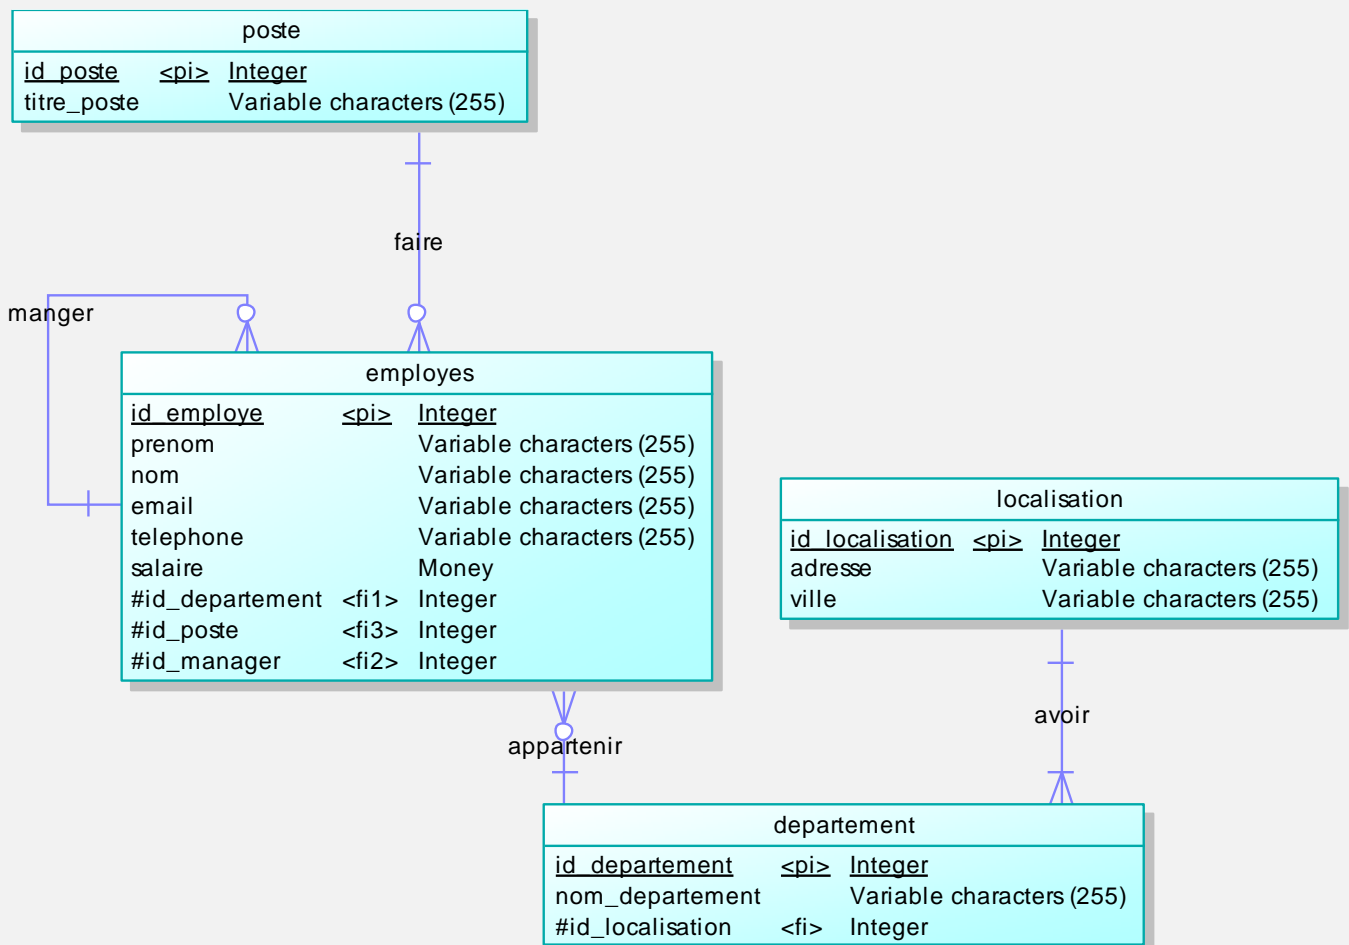 poste
id_poste <pi> Integer
titre_poste Variable characters (255)
faire
manger
employes
id_employe <pi> Integer
prenom Variable characters (255)
nom Variable characters (255)
email Variable characters (255)
telephone Variable characters (255)
salaire Money
#id_departement <fi1> Integer
#id_poste <fi3> Integer
#id_manager <fi2> Integer
localisation
id_localisation <pi> Integer
adresse Variable characters (255)
ville Variable characters (255)
avoir
appartenir
departement
id_departement <pi> Integer
nom_departement Variable characters (255)
#id_localisation <fi> Integer